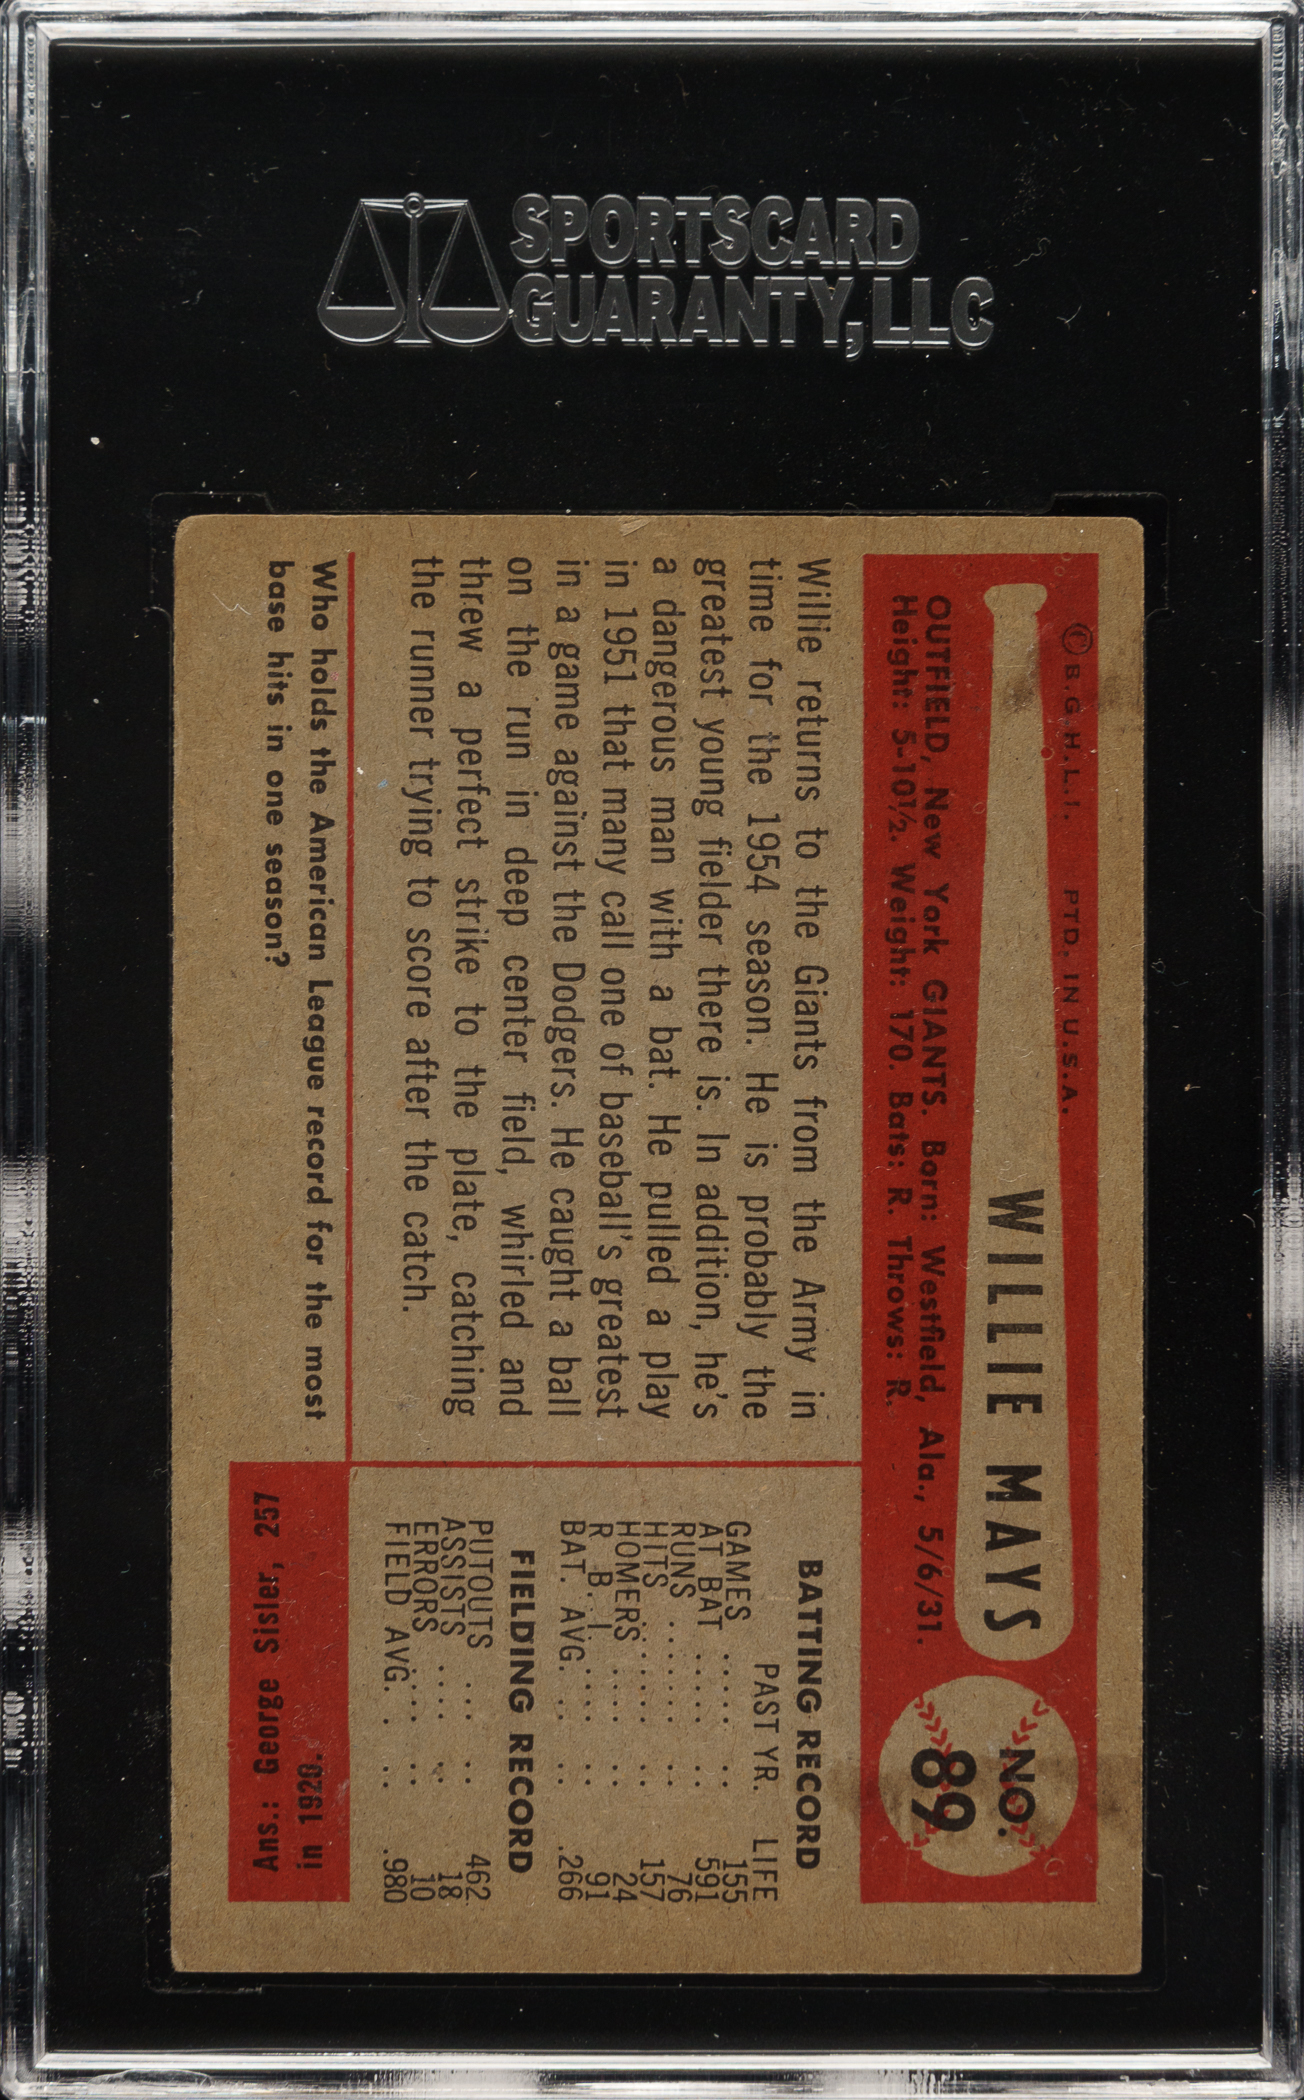 SPORTSCARD
GUARANTY, LLC
© B.G.H.L.I. PTD. IN U.S.A.
WILLIE MAYS
NO.
89
OUTFIELD, New York GIANTS. Born: Westfield, Ala., 5/6/31.
Height: 5-10½. Weight: 170. Bats: R. Throws: R.
Willie returns to the Giants from the Army in
time for the 1954 season. He is probably the
greatest young fielder there is. In addition, he's
a dangerous man with a bat. He pulled a play
in 1951 that many call one of baseball's greatest
in a game against the Dodgers. He caught a ball
on the run in deep center field, whirled and
threw a perfect strike to the plate, catching
the runner trying to score after the catch.
BATTING RECORD
PAST YR. LIFE
GAMES ..... .. 155
AT BAT ..... .. 591
RUNS ...... .. 76
HITS ...... .. 157
HOMERS .... .. 24
R. B. I. .... .. 91
BAT. AVG. .. .. .266
FIELDING RECORD
PUTOUTS ... .. 462
ASSISTS .... .. 18
ERRORS .... .. 10
FIELD AVG. . .. .980
Who holds the American League record for the most
base hits in one season?
Ans.: George Sisler, 257
in 1920.